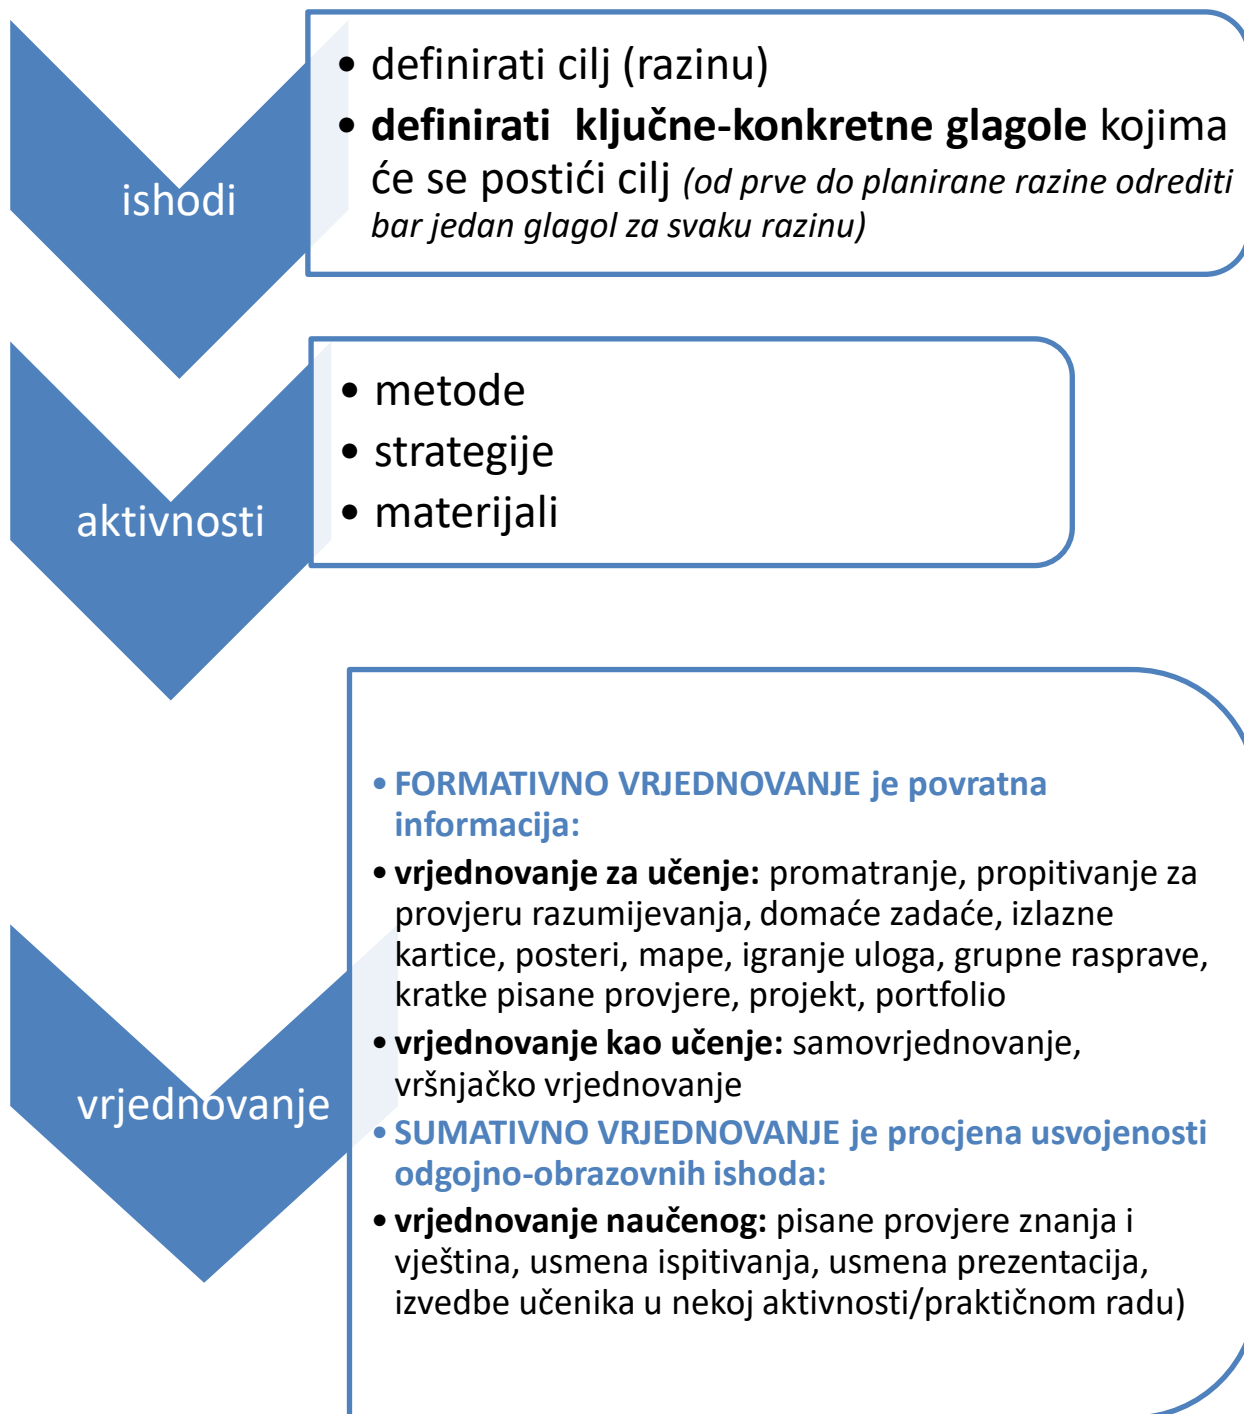 ishodi
• definirati cilj (razinu)
• definirati ključne-konkretne glagole kojima
će se postići cilj (od prve do planirane razine odrediti
bar jedan glagol za svaku razinu)
aktivnosti
• metode
• strategije
• materijali
vrjednovanje
• FORMATIVNO VRJEDNOVANJE je povratna
informacija:
• vrjednovanje za učenje: promatranje, propitivanje za
provjeru razumijevanja, domaće zadaće, izlazne
kartice, posteri, mape, igranje uloga, grupne rasprave,
kratke pisane provjere, projekt, portfolio
• vrjednovanje kao učenje: samovrjednovanje,
vršnjačko vrjednovanje
• SUMATIVNO VRJEDNOVANJE je procjena usvojenosti
odgojno-obrazovnih ishoda:
• vrjednovanje naučenog: pisane provjere znanja i
vještina, usmena ispitivanja, usmena prezentacija,
izvedbe učenika u nekoj aktivnosti/praktičnom radu)